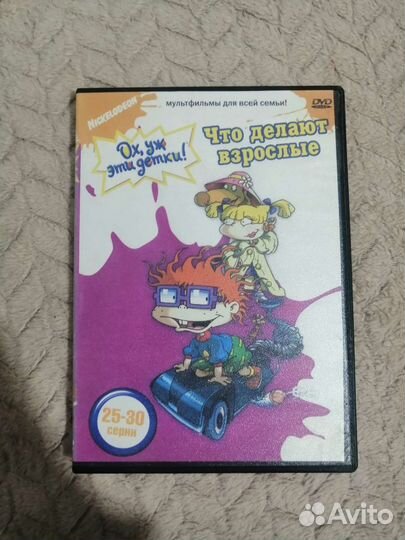 NICKELODEON
мультфильмы для всей семьи!
DVD
Ох, уж
эти детки!
Что делают
взрослые
25-30
серии
Avito